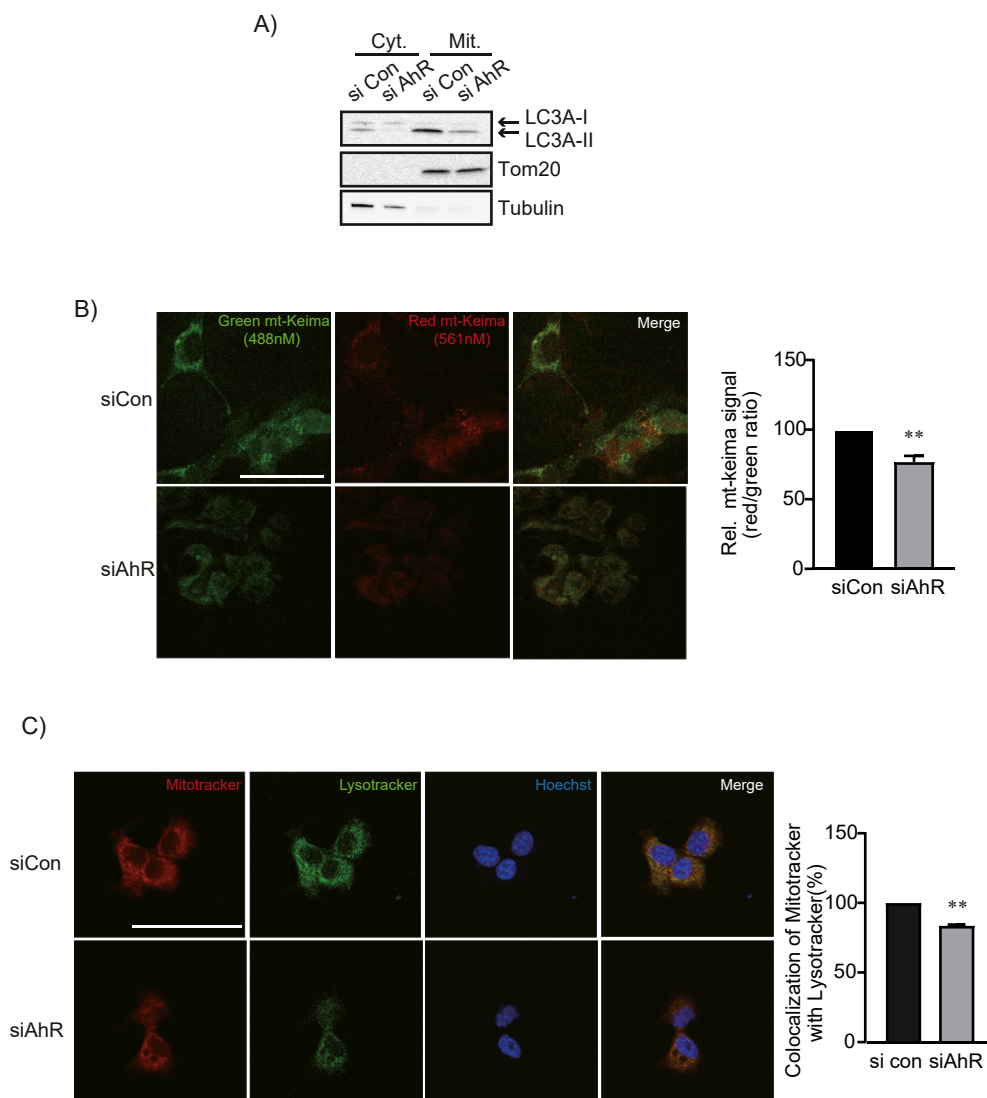 A)
Cyt. Mit.
si Con si AhR si Con si AhR
LC3A-I
LC3A-II
Tom20
Tubulin
B)
Green mt-Keima
(488nM)
Red mt-Keima
(561nM)
Merge
siCon
siAhR
Rel. mt-keima signal
(red/green ratio)
150
100
50
0
**
siCon siAhR
C)
Mitotracker
Lysotracker
Hoechst
Merge
siCon
siAhR
Colocalization of Mitotracker
with Lysotracker(%)
150
100
50
0
**
si con siAhR